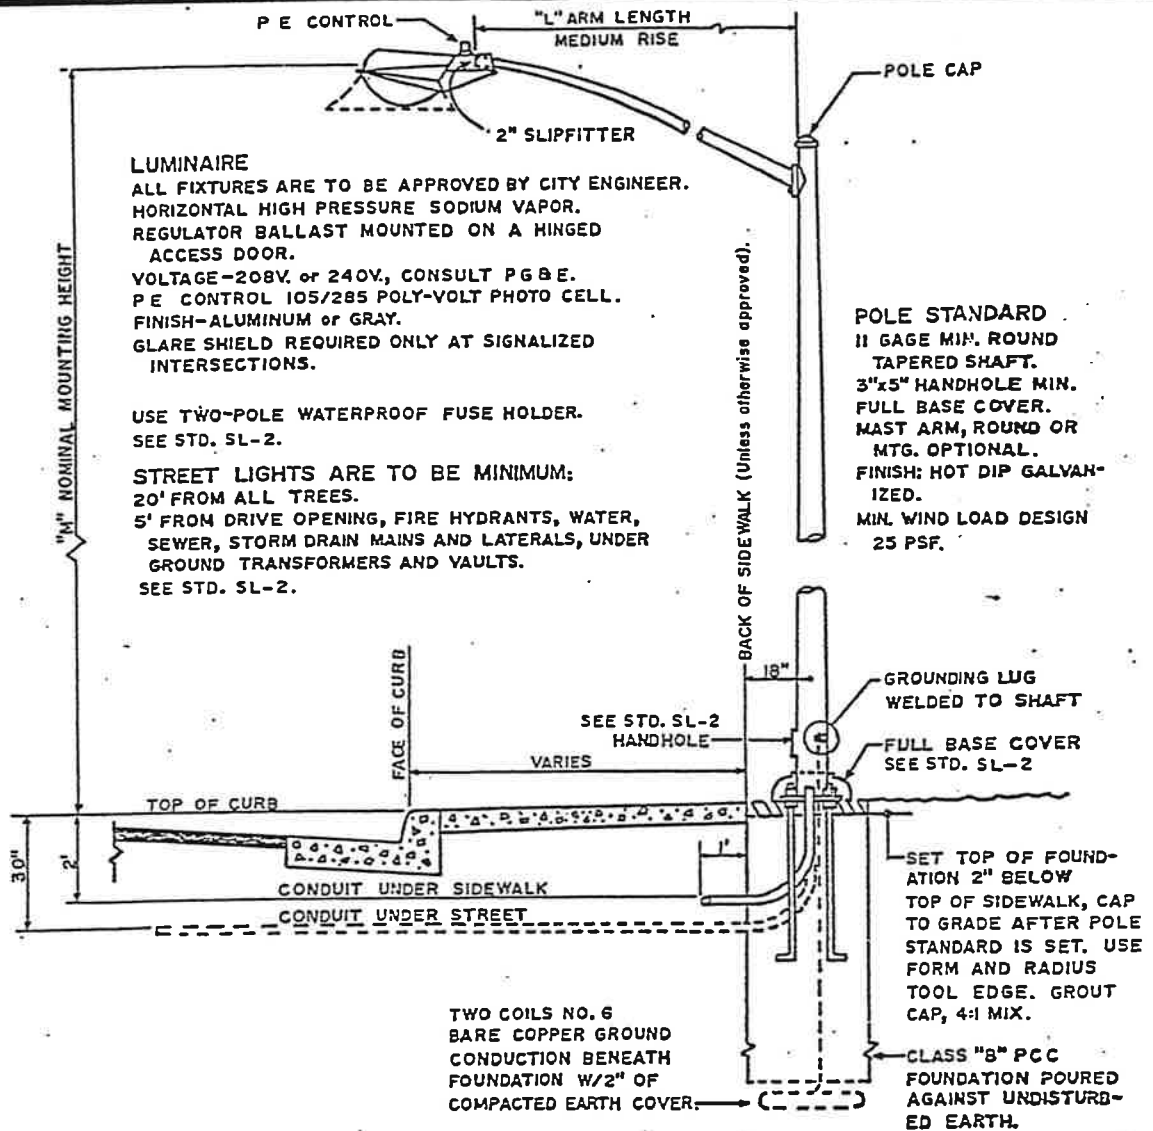 P E CONTROL
"L" ARM LENGTH
MEDIUM RISE
POLE CAP
2" SLIPFITTER
LUMINAIRE
ALL FIXTURES ARE TO BE APPROVED BY CITY ENGINEER.
HORIZONTAL HIGH PRESSURE SODIUM VAPOR.
REGULATOR BALLAST MOUNTED ON A HINGED
ACCESS DOOR.
VOLTAGE-208V. or 240V., CONSULT PG&E.
P E CONTROL 105/285 POLY-VOLT PHOTO CELL.
FINISH-ALUMINUM or GRAY.
GLARE SHIELD REQUIRED ONLY AT SIGNALIZED
INTERSECTIONS.
USE TWO-POLE WATERPROOF FUSE HOLDER.
SEE STD. SL-2.
STREET LIGHTS ARE TO BE MINIMUM:
20' FROM ALL TREES.
5' FROM DRIVE OPENING, FIRE HYDRANTS, WATER,
SEWER, STORM DRAIN MAINS AND LATERALS, UNDER
GROUND TRANSFORMERS AND VAULTS.
SEE STD. SL-2.
"M" NOMINAL MOUNTING HEIGHT
BACK OF SIDEWALK (Unless otherwise approved).
POLE STANDARD
11 GAGE MIN. ROUND
TAPERED SHAFT.
3"x5" HANDHOLE MIN.
FULL BASE COVER.
MAST ARM, ROUND OR
MTG. OPTIONAL.
FINISH: HOT DIP GALVAN-
IZED.
MIN. WIND LOAD DESIGN
25 PSF.
FACE OF CURB
18"
GROUNDING LUG
WELDED TO SHAFT
SEE STD. SL-2
HANDHOLE
FULL BASE COVER
SEE STD. SL-2
VARIES
TOP OF CURB
30"
2'
1'
CONDUIT UNDER SIDEWALK
CONDUIT UNDER STREET
SET TOP OF FOUND-
ATION 2" BELOW
TOP OF SIDEWALK, CAP
TO GRADE AFTER POLE
STANDARD IS SET. USE
FORM AND RADIUS
TOOL EDGE. GROUT
CAP, 4:1 MIX.
TWO COILS NO. 6
BARE COPPER GROUND
CONDUCTION BENEATH
FOUNDATION W/2" OF
COMPACTED EARTH COVER.
CLASS "B" PCC
FOUNDATION POURED
AGAINST UNDISTURB-
ED EARTH.